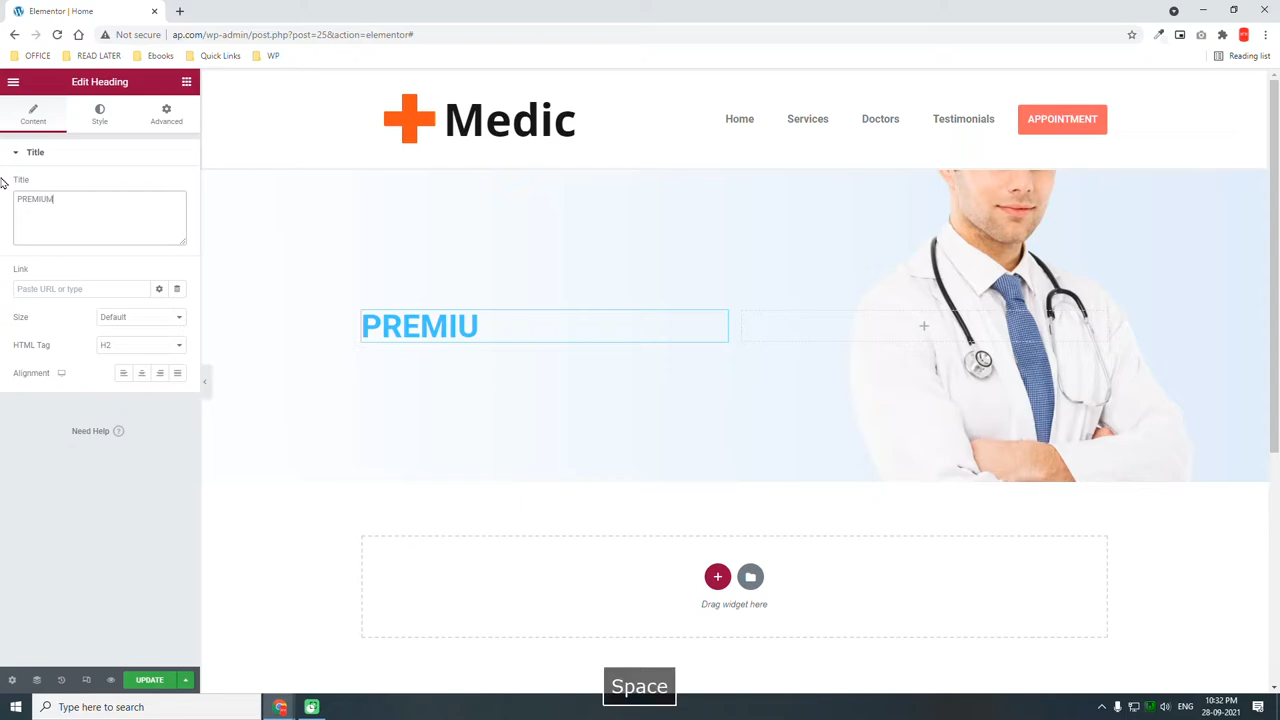 Elementor | Home
Not secure | ap.com/wp-admin/post.php?post=25&action=elementor#
OFFICE READ LATER Ebooks Quick Links WP Reading list
Edit Heading
Content Style Advanced
Medic
Home Services Doctors Testimonials APPOINTMENT
Title
Title
PREMIUM
Link
Paste URL or type
Size Default
HTML Tag H2
Alignment
Need Help ?
PREMIU
Drag widget here
UPDATE
Space
Type here to search
ENG 10:32 PM
28-09-2021